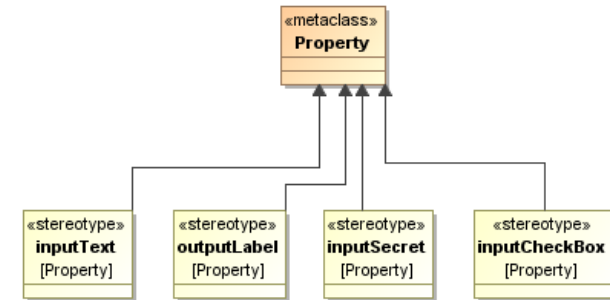 «metaclass»
Property
«stereotype» «stereotype» «stereotype» «stereotype»
inputText outputLabel inputSecret inputCheckBox
[Property] [Property] [Property] [Property]